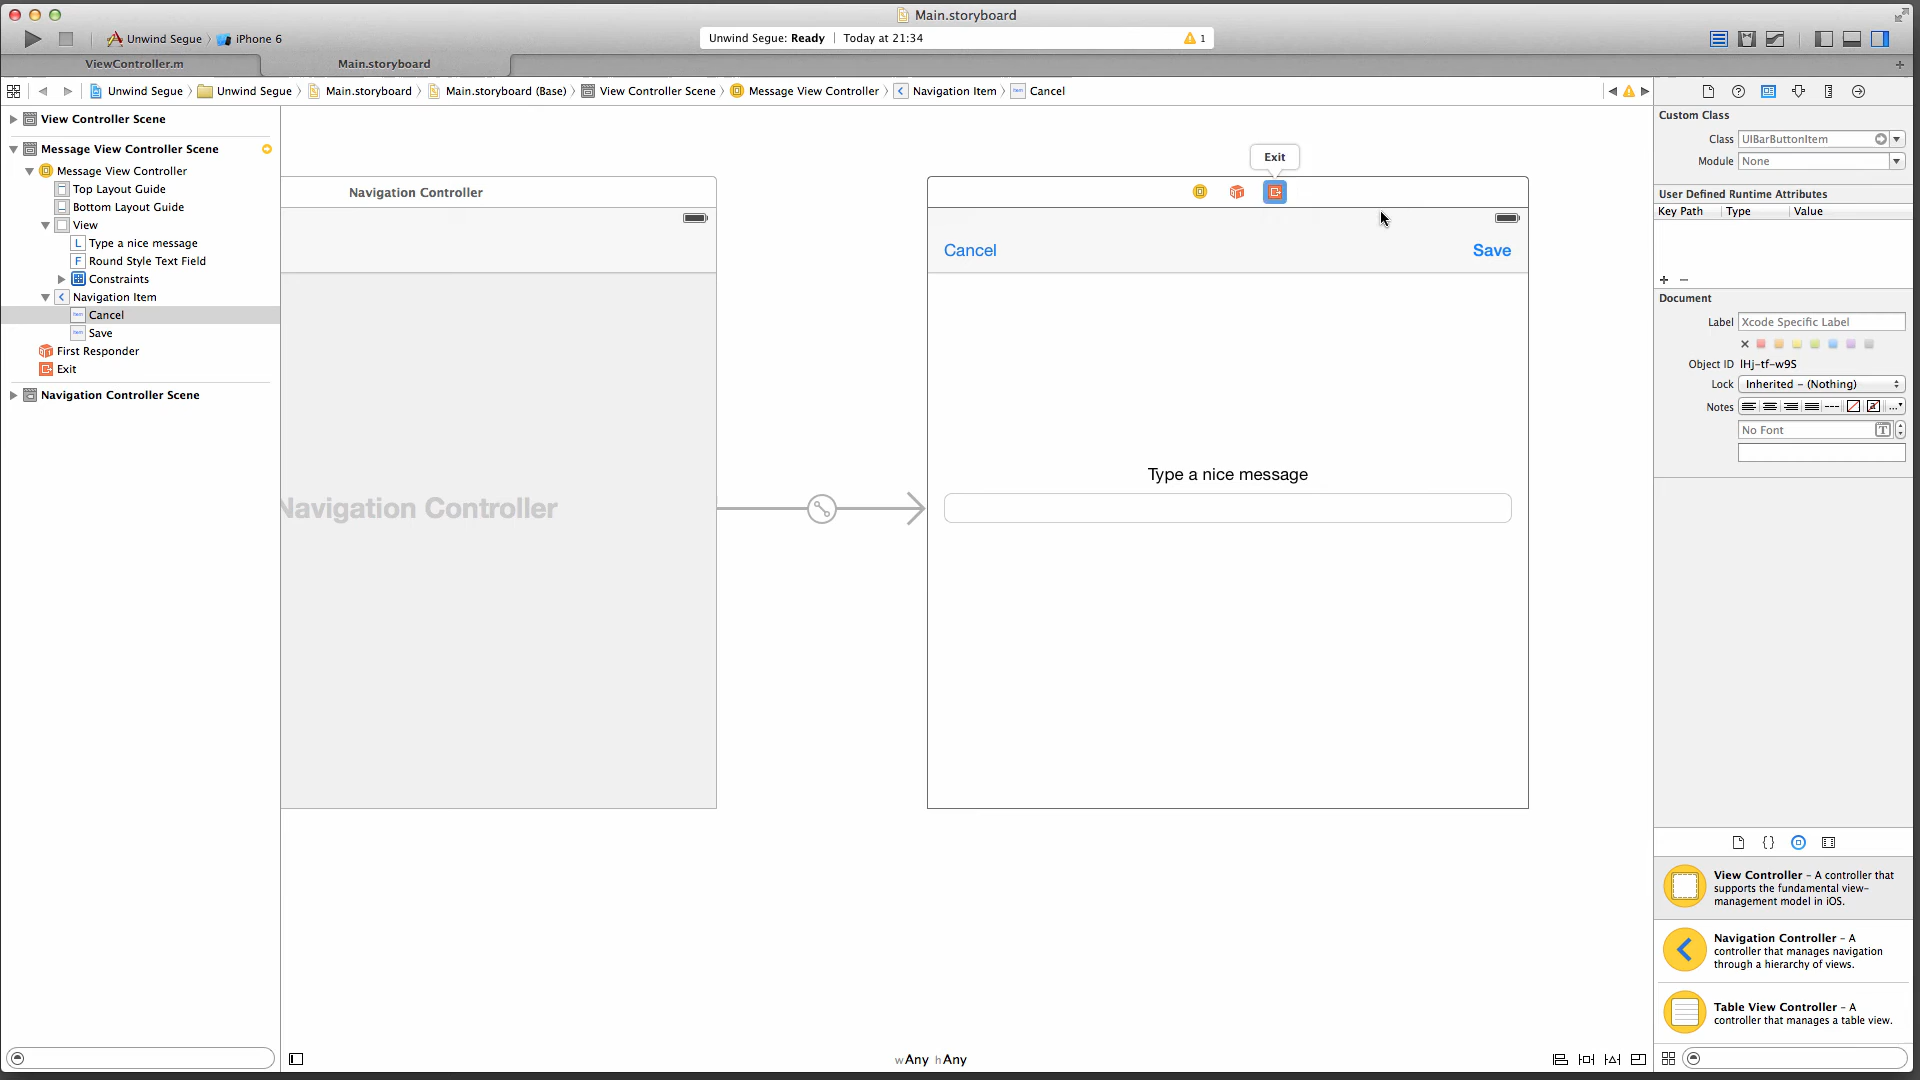 Main.storyboard
Unwind Segue
iPhone 6
Unwind Segue: Ready
Today at 21:34
1
ViewController.m
Main.storyboard
Unwind Segue
Unwind Segue
Main.storyboard
Main.storyboard (Base)
View Controller Scene
Message View Controller
Navigation Item
Cancel
View Controller Scene
Message View Controller Scene
Message View Controller
Top Layout Guide
Bottom Layout Guide
View
L Type a nice message
F Round Style Text Field
Constraints
Navigation Item
Cancel
Save
First Responder
Exit
Navigation Controller Scene
Navigation Controller
Navigation Controller
Exit
Cancel
Save
Type a nice message
wAny hAny
Custom Class
Class UIBarButtonItem
Module None
User Defined Runtime Attributes
Key Path Type Value
+ −
Document
Label Xcode Specific Label
Object ID IHj-tf-w9S
Lock Inherited - (Nothing)
Notes
No Font
View Controller - A controller that
supports the fundamental view-
management model in iOS.
Navigation Controller - A
controller that manages navigation
through a hierarchy of views.
Table View Controller - A
controller that manages a table view.